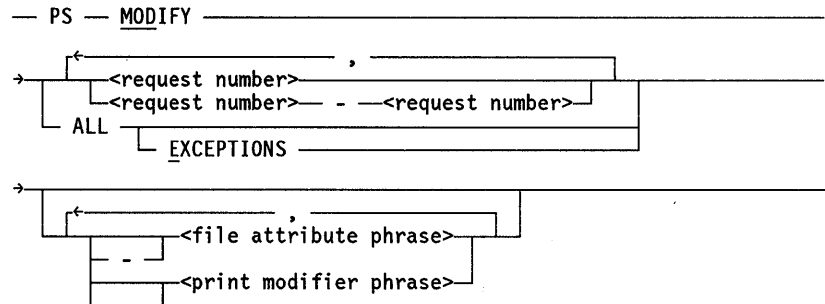 PS MODIFY
,
<request number>
<request number> - <request number>
ALL
EXCEPTIONS
,
<file attribute phrase>
-
<print modifier phrase>